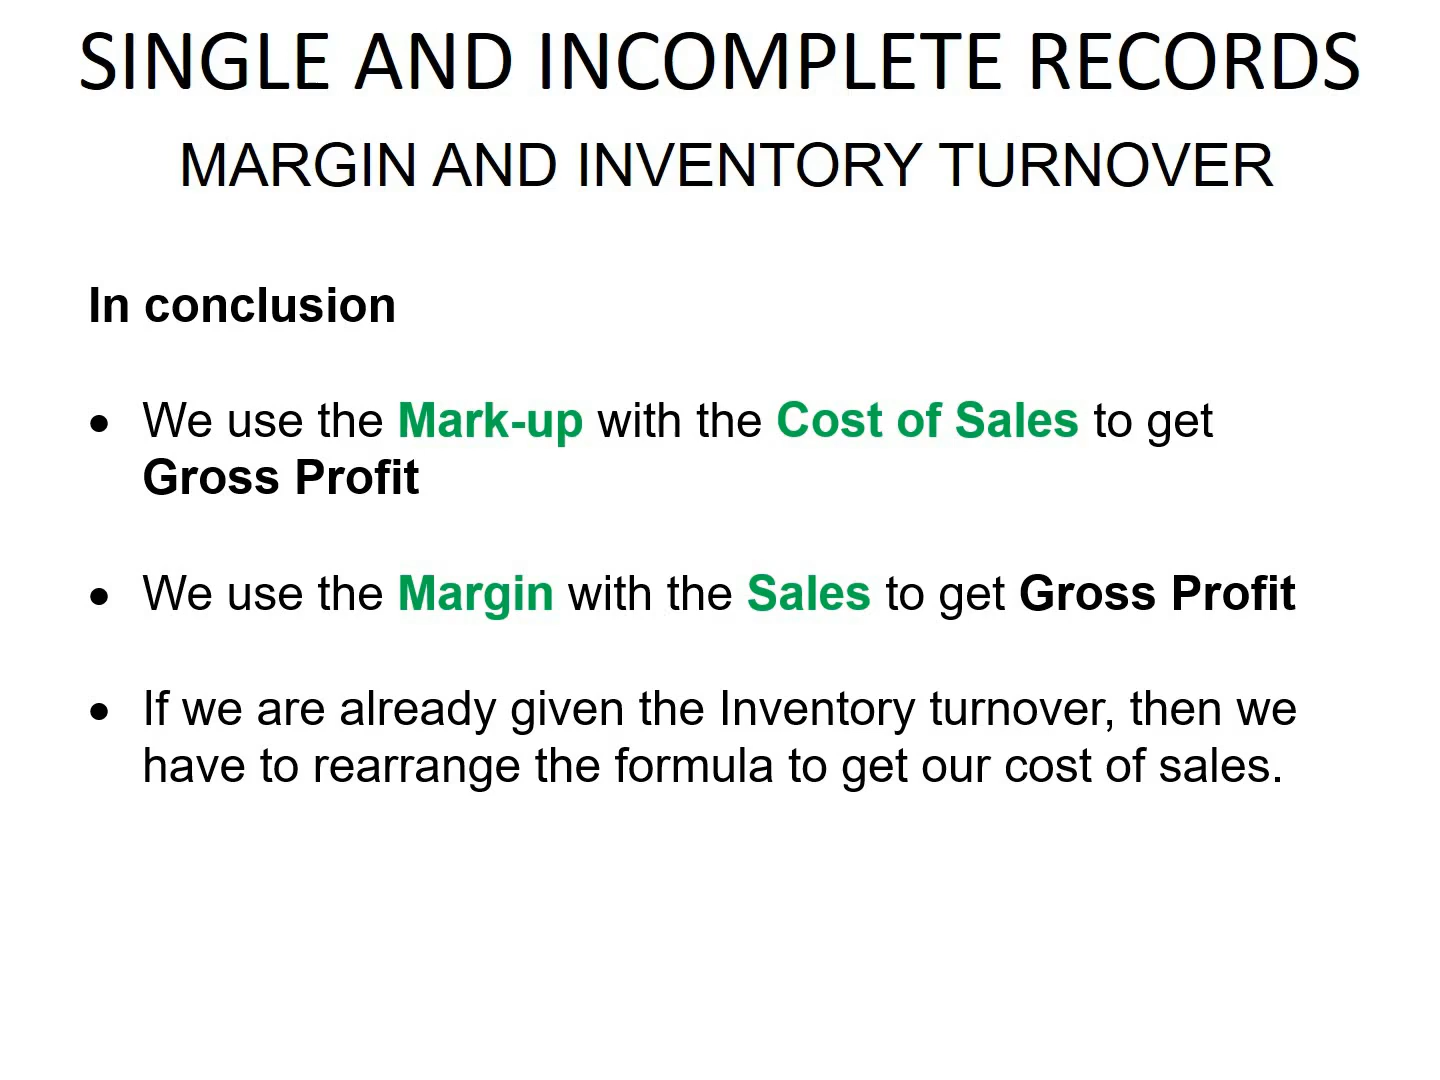 SINGLE AND INCOMPLETE RECORDS
MARGIN AND INVENTORY TURNOVER
In conclusion
• We use the Mark-up with the Cost of Sales to get
Gross Profit
• We use the Margin with the Sales to get Gross Profit
• If we are already given the Inventory turnover, then we
have to rearrange the formula to get our cost of sales.